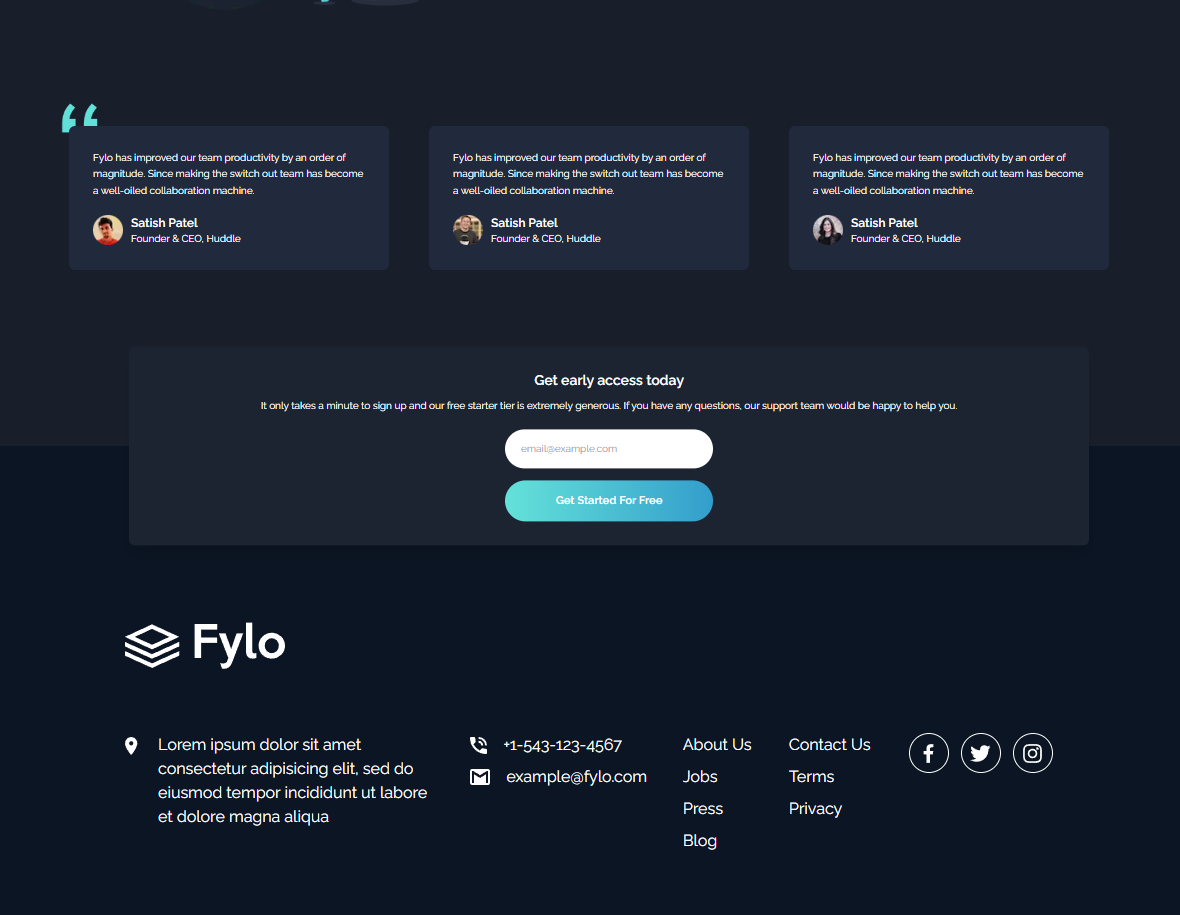 “
Fylo has improved our team productivity by an order of
magnitude. Since making the switch out team has become
a well-oiled collaboration machine.
Satish Patel
Founder & CEO, Huddle
Fylo has improved our team productivity by an order of
magnitude. Since making the switch out team has become
a well-oiled collaboration machine.
Satish Patel
Founder & CEO, Huddle
Fylo has improved our team productivity by an order of
magnitude. Since making the switch out team has become
a well-oiled collaboration machine.
Satish Patel
Founder & CEO, Huddle
Get early access today
It only takes a minute to sign up and our free starter tier is extremely generous. If you have any questions, our support team would be happy to help you.
email@example.com
Get Started For Free
Fylo
Lorem ipsum dolor sit amet
consectetur adipisicing elit, sed do
eiusmod tempor incididunt ut labore
et dolore magna aliqua
+1-543-123-4567
example@fylo.com
About Us
Jobs
Press
Blog
Contact Us
Terms
Privacy